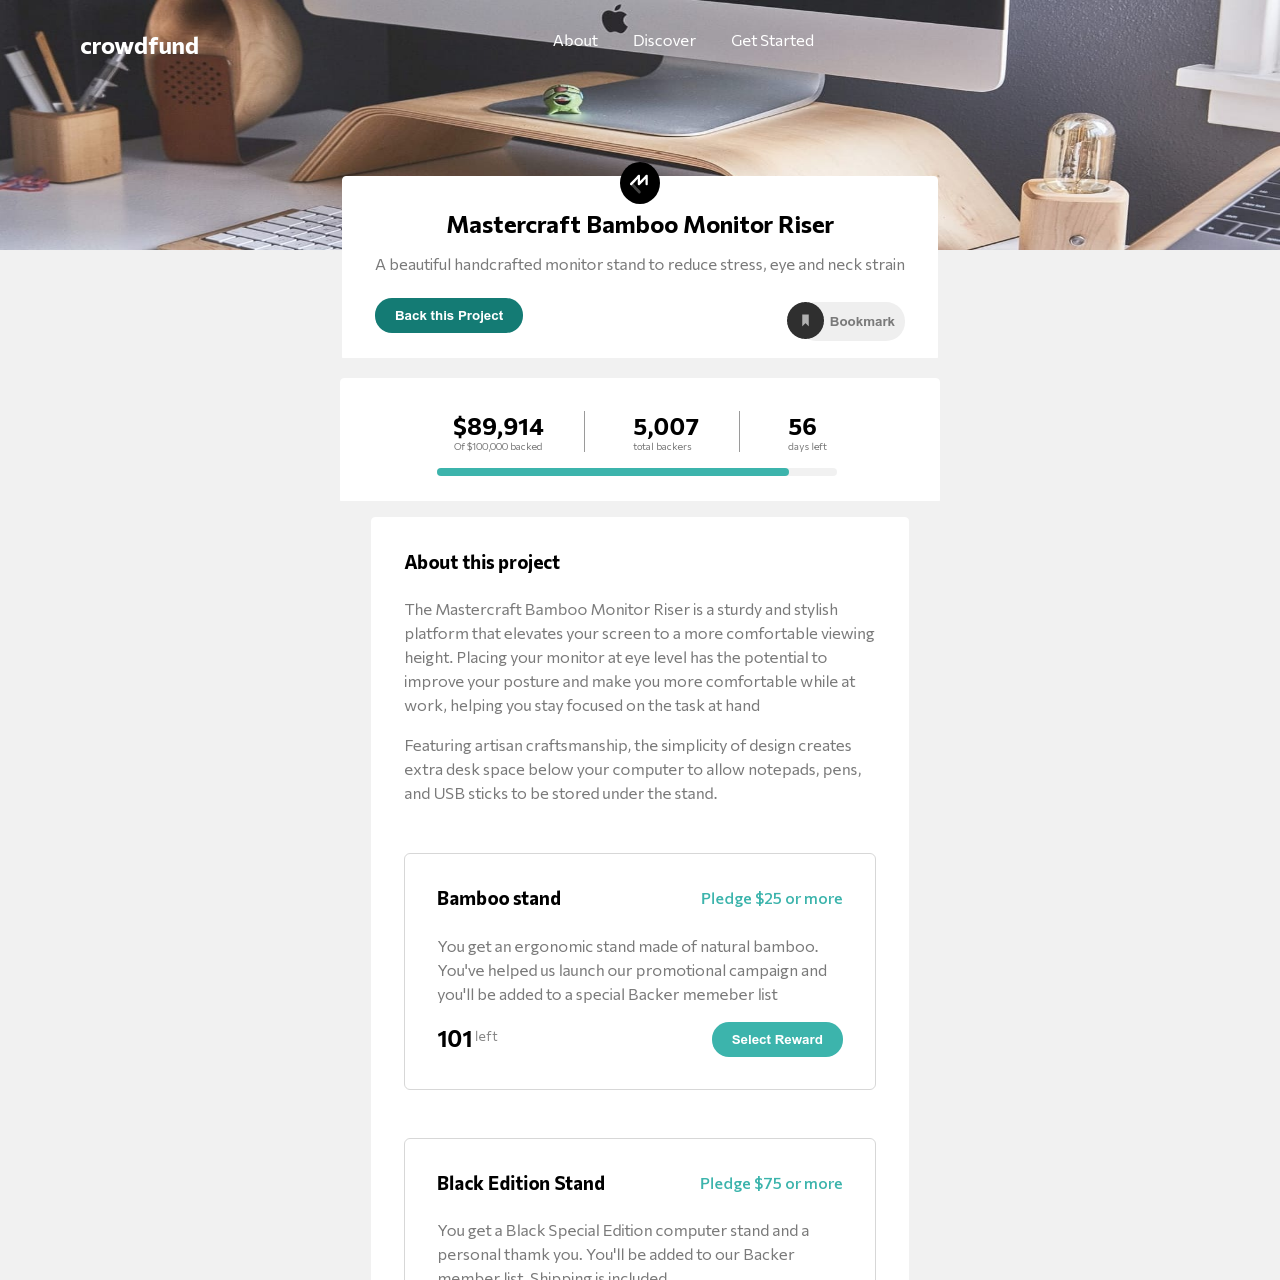 crowdfund
About Discover Get Started
Mastercraft Bamboo Monitor Riser
A beautiful handcrafted monitor stand to reduce stress, eye and neck strain
Back this Project
Bookmark
$89,914 5,007 56
Of $100,000 backed total backers days left
About this project
The Mastercraft Bamboo Monitor Riser is a sturdy and stylish
platform that elevates your screen to a more comfortable viewing
height. Placing your monitor at eye level has the potential to
improve your posture and make you more comfortable while at
work, helping you stay focused on the task at hand
Featuring artisan craftsmanship, the simplicity of design creates
extra desk space below your computer to allow notepads, pens,
and USB sticks to be stored under the stand.
Bamboo stand Pledge $25 or more
You get an ergonomic stand made of natural bamboo.
You've helped us launch our promotional campaign and
you'll be added to a special Backer memeber list
101 left Select Reward
Black Edition Stand Pledge $75 or more
You get a Black Special Edition computer stand and a
personal thamk you. You'll be added to our Backer
member list. Shipping is included